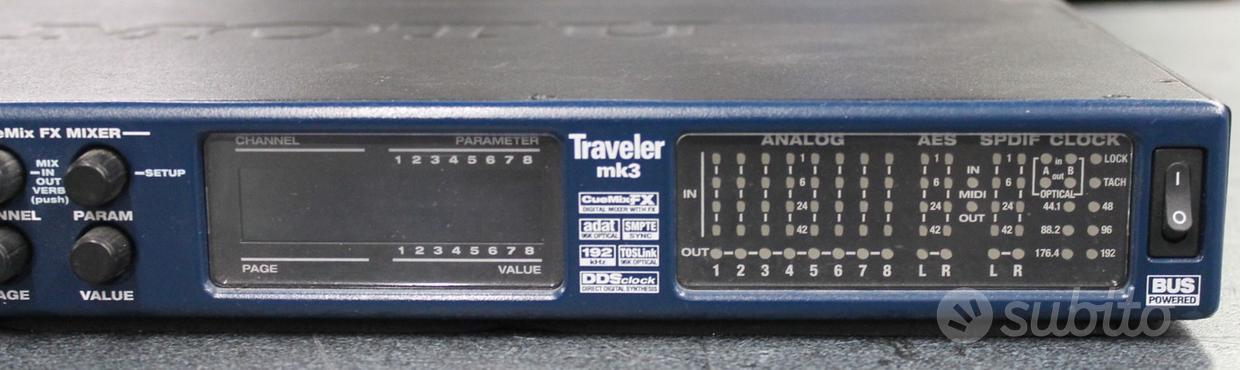 MOTU
CueMix FX MIXER
MIX
IN
OUT
VERB
(push)
SETUP
PARAM
VALUE
CHANNEL PARAMETER
1 2 3 4 5 6 7 8
1 2 3 4 5 6 7 8
PAGE VALUE
Traveler
mk3
CueMixFX
DIGITAL MIXER WITH FX
adat
96K OPTICAL
SMPTE
SYNC
192
kHz
TOSLink
96K OPTICAL
DDSclock
DIRECT DIGITAL SYNTHESIS
ANALOG AES SPDIF CLOCK
IN
1
6
24
42
OUT
1 2 3 4 5 6 7 8
1
6
24
42
L R
IN
MIDI
OUT
1
6
24
42
L R
in
A B
out
OPTICAL
LOCK
TACH
44.1 48
88.2 96
176.4 192
I
O
BUS
POWERED
subito